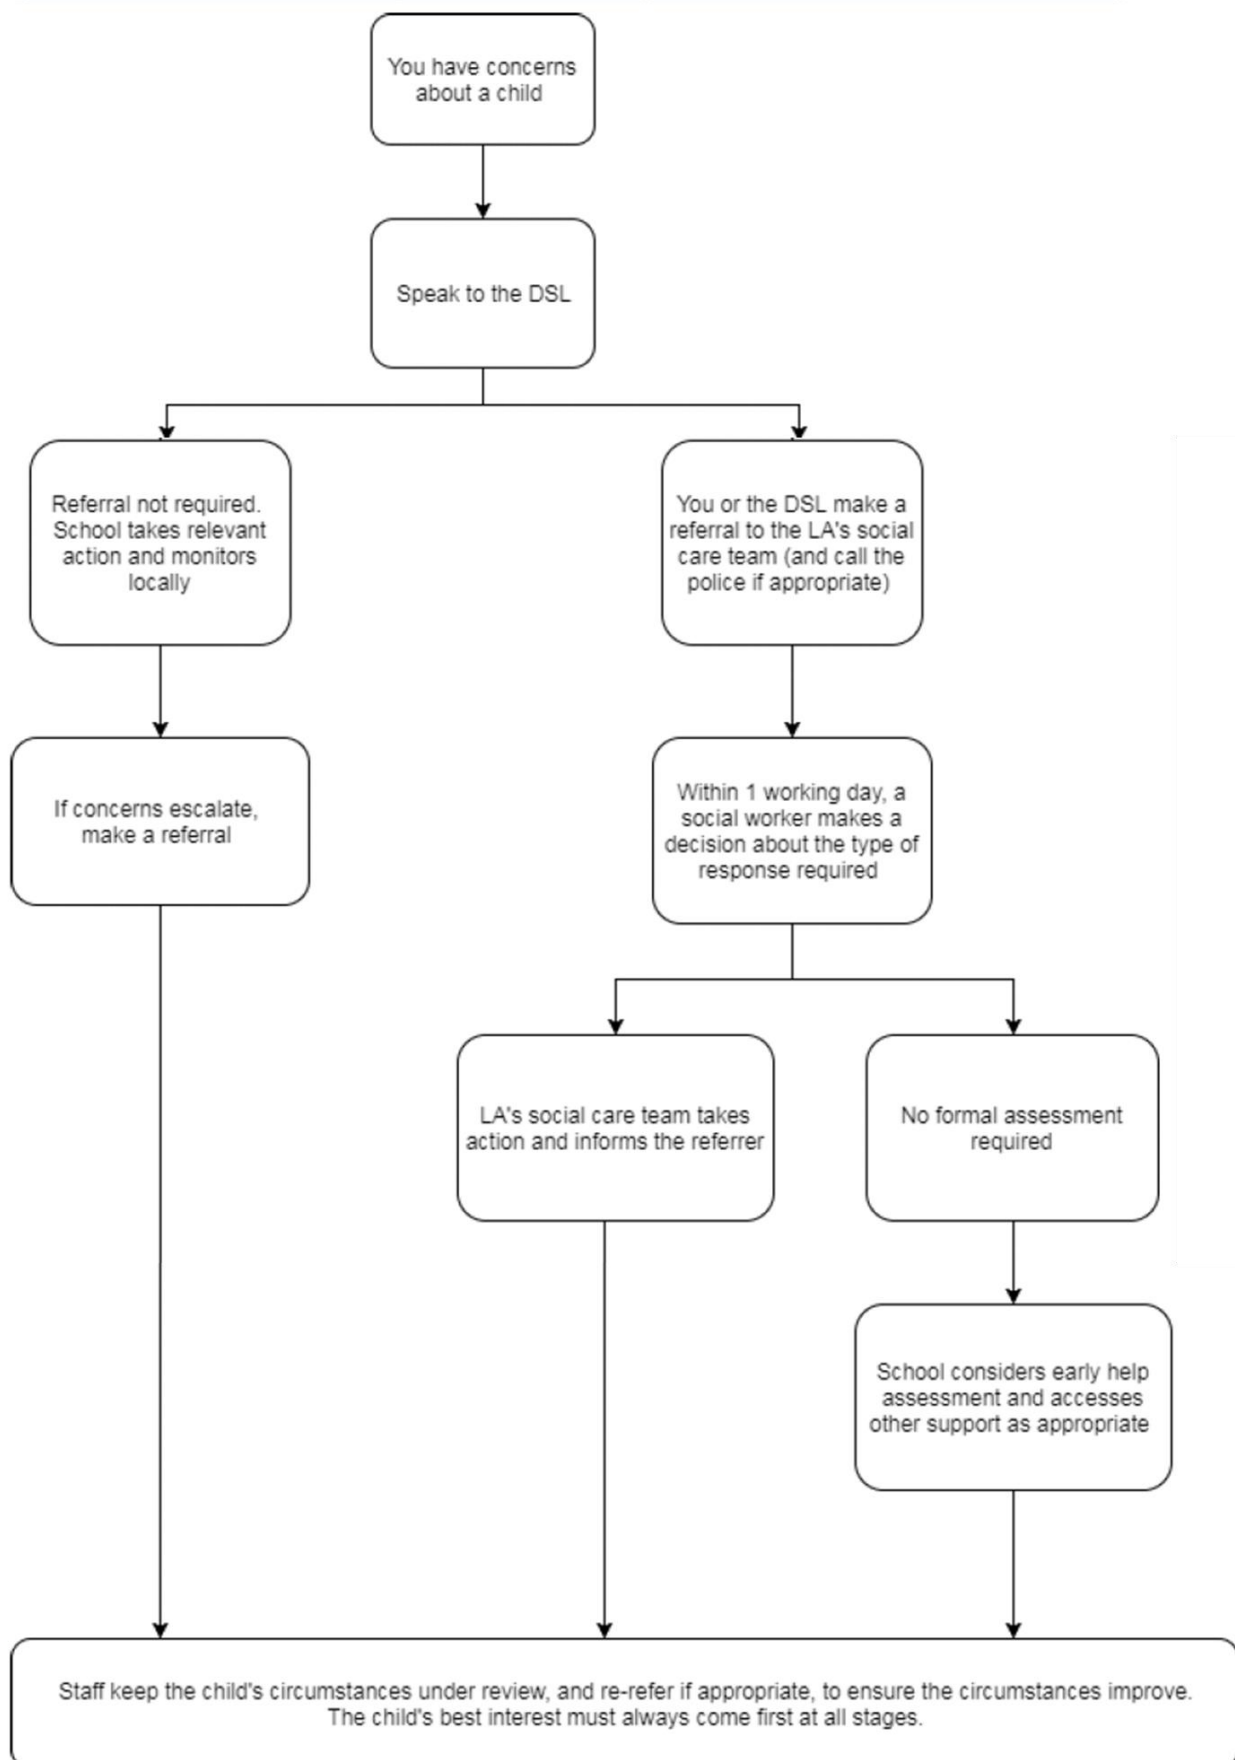 You have concerns
about a child
Speak to the DSL
Referral not required.
School takes relevant
action and monitors
locally
You or the DSL make a
referral to the LA's social
care team (and call the
police if appropriate)
If concerns escalate,
make a referral
Within 1 working day, a
social worker makes a
decision about the type of
response required
LA's social care team takes
action and informs the referrer
No formal assessment
required
School considers early help
assessment and accesses
other support as appropriate
Staff keep the child's circumstances under review, and re-refer if appropriate, to ensure the circumstances improve.
The child's best interest must always come first at all stages.